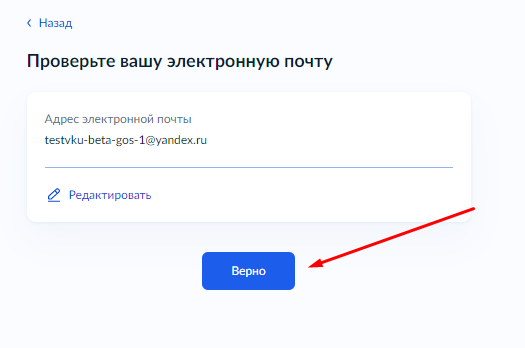 Назад
Проверьте вашу электронную почту
Адрес электронной почты
testvku-beta-gos-1@yandex.ru
Редактировать
Верно